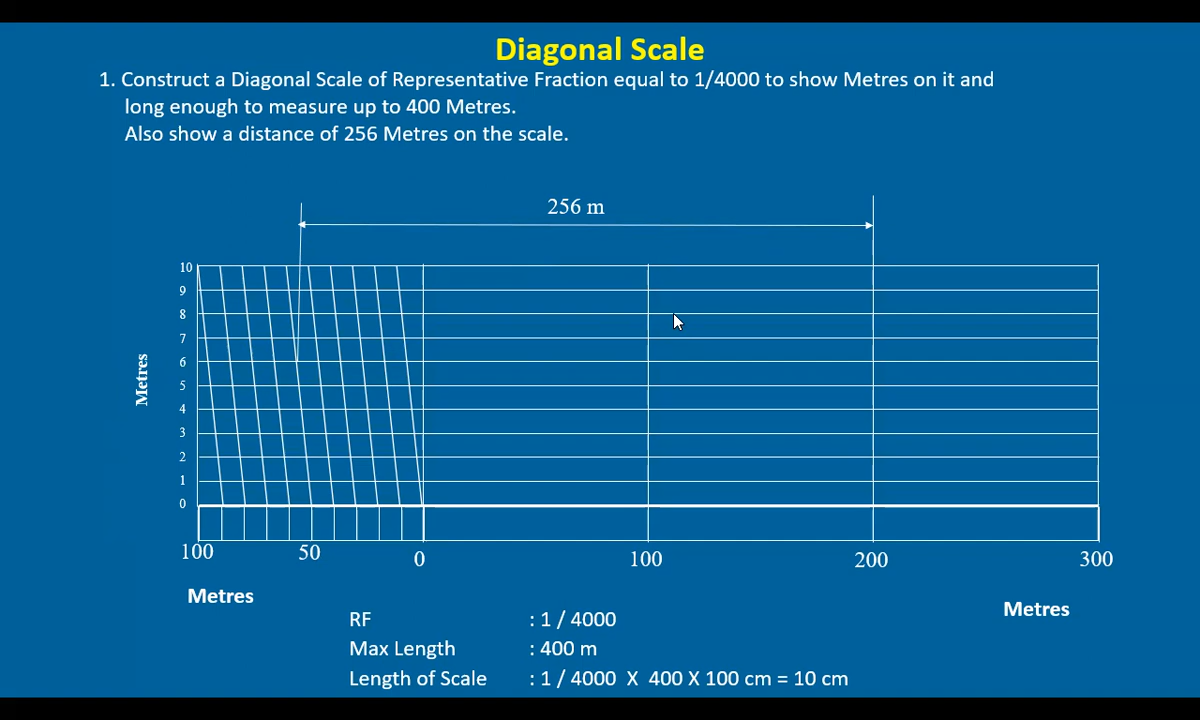 Diagonal Scale
1. Construct a Diagonal Scale of Representative Fraction equal to 1/4000 to show Metres on it and
long enough to measure up to 400 Metres.
Also show a distance of 256 Metres on the scale.
256 m
10
9
8
7
6
5
4
3
2
1
0
Metres
100 50 0 100 200 300
Metres Metres
RF : 1 / 4000
Max Length : 400 m
Length of Scale : 1 / 4000 X 400 X 100 cm = 10 cm